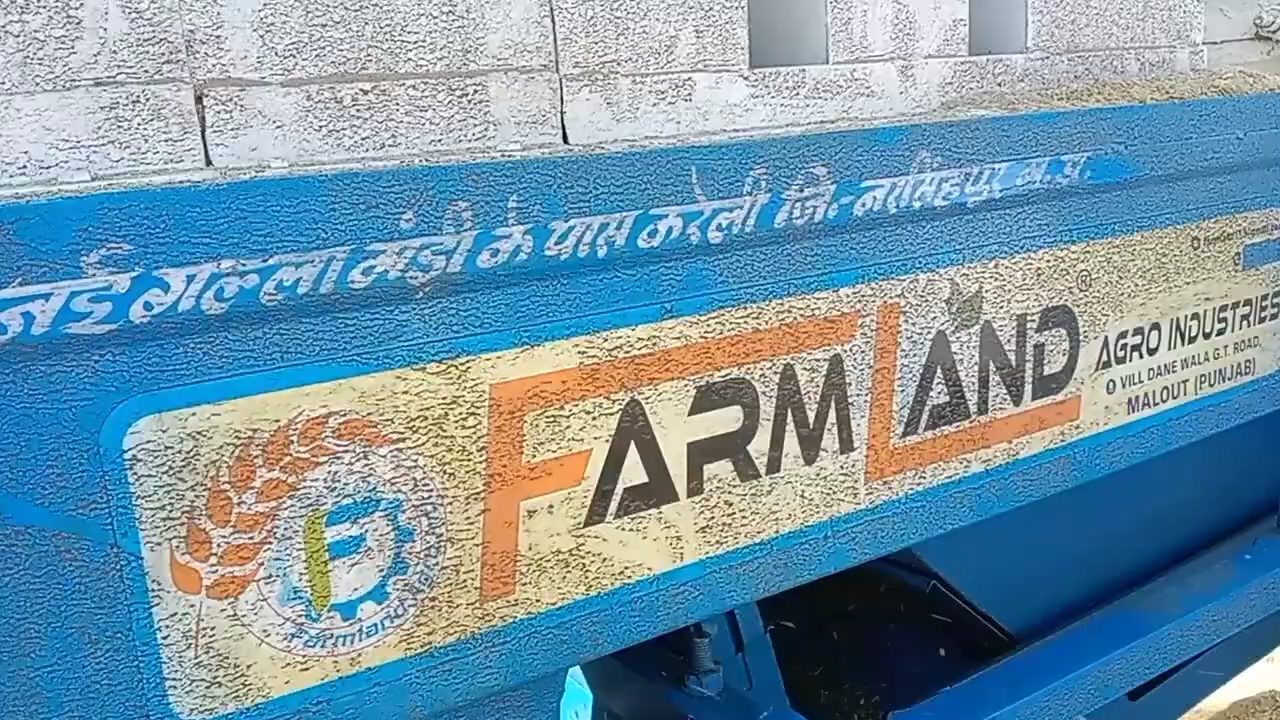 नई गल्ला मंडी के पास करेली जि. नरसिंहपुर म.प्र.
FARMLAND®
AGRO INDUSTRIES
VILL DANE WALA G.T. ROAD,
MALOUT (PUNJAB)
F
Farmland